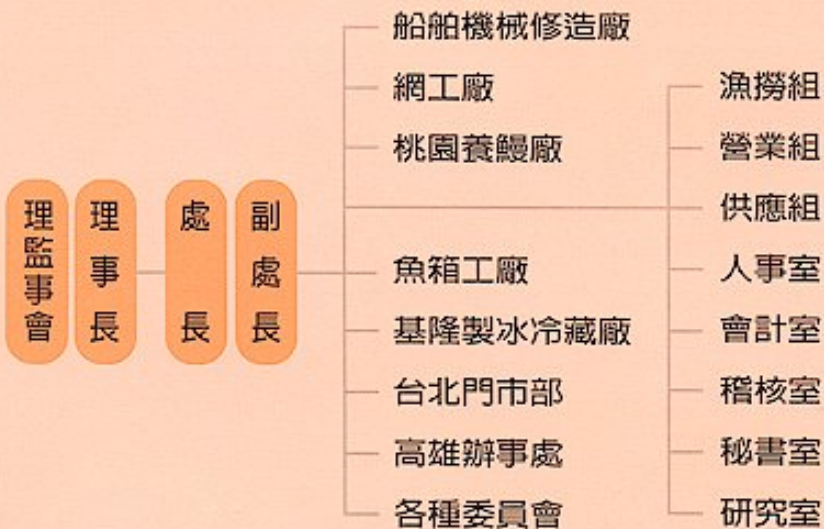 理監事會
理事長
處長
副處長
船舶機械修造廠
網工廠
桃園養鰻廠
魚箱工廠
基隆製冰冷藏廠
台北門市部
高雄辦事處
各種委員會
漁撈組
營業組
供應組
人事室
會計室
稽核室
秘書室
研究室